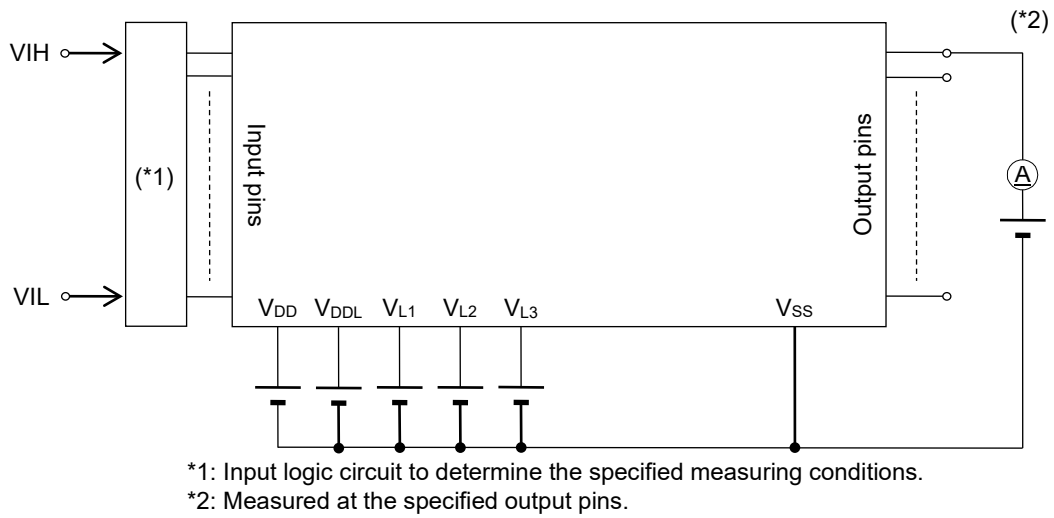 (*2)
VIH
(*1)
Input pins
Output pins
A
VIL
VDD VDDL VL1 VL2 VL3 VSS
*1: Input logic circuit to determine the specified measuring conditions.
*2: Measured at the specified output pins.